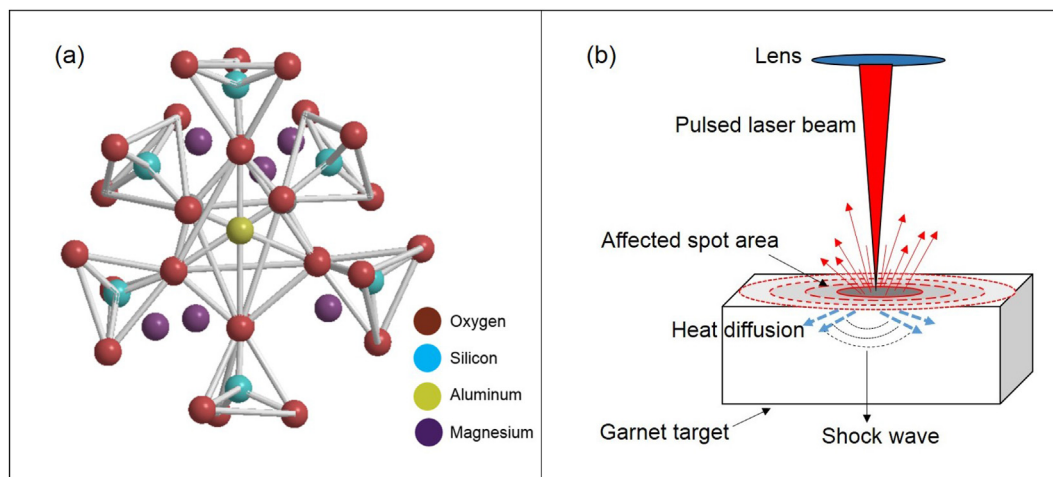 (a)
Oxygen
Silicon
Aluminum
Magnesium
(b)
Lens
Pulsed laser beam
Affected spot area
Heat diffusion
Garnet target
Shock wave